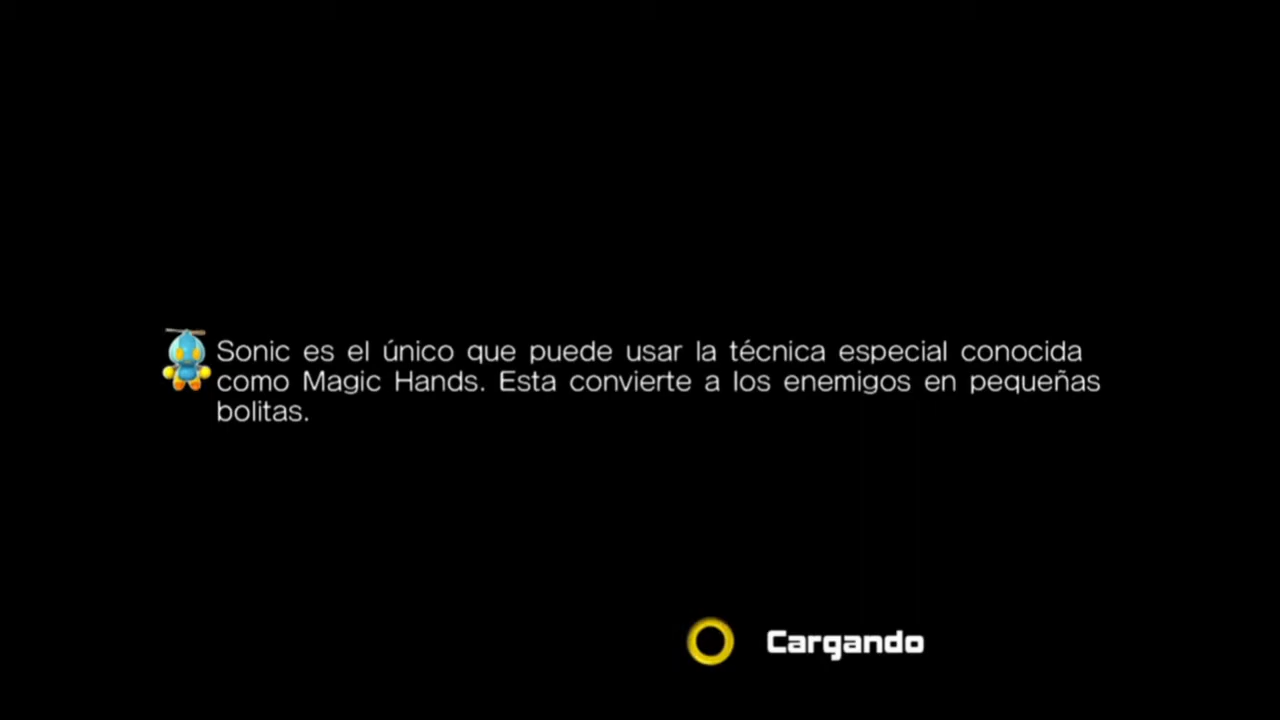 Sonic es el único que puede usar la técnica especial conocida
como Magic Hands. Esta convierte a los enemigos en pequeñas
bolitas.
Cargando